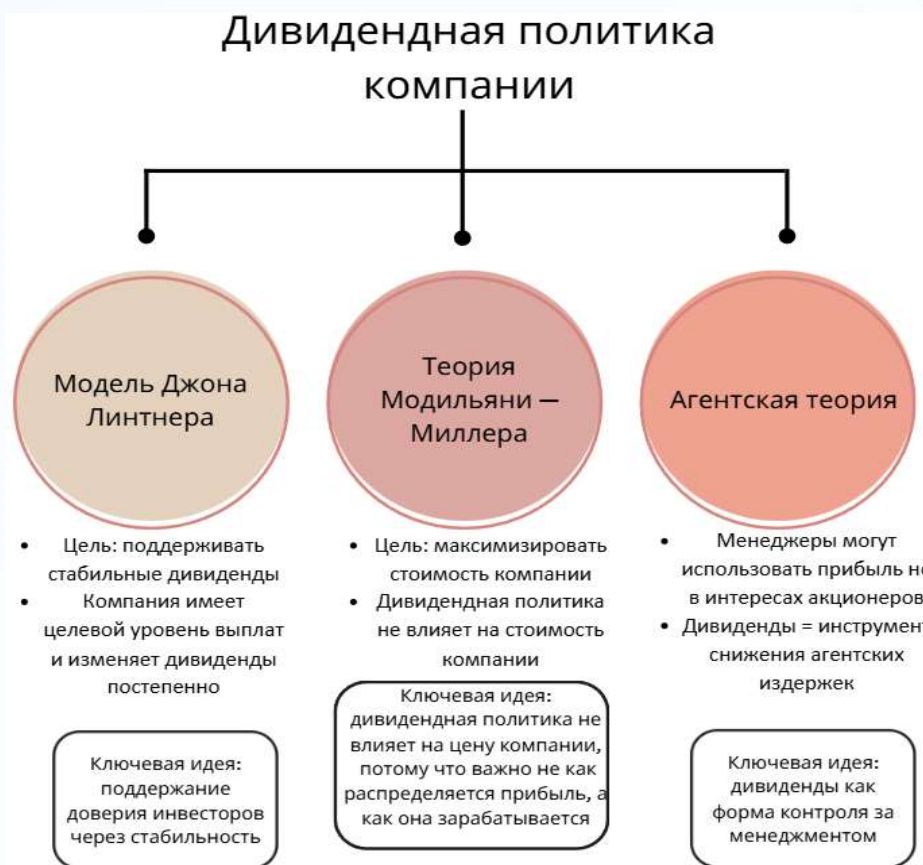 Дивидендная политика
компании
Модель Джона
Линтнера
Теория
Модильяни —
Миллера
Агентская теория
• Цель: поддерживать
стабильные дивиденды
• Компания имеет
целевой уровень выплат
и изменяет дивиденды
постепенно
Ключевая идея:
поддержание
доверия инвесторов
через стабильность
• Цель: максимизировать
стоимость компании
• Дивидендная политика
не влияет на стоимость
компании
Ключевая идея:
дивидендная политика не
влияет на цену компании,
потому что важно не как
распределяется прибыль, а
как она зарабатывается
• Менеджеры могут
использовать прибыль не
в интересах акционеров
• Дивиденды = инструмент
снижения агентских
издержек
Ключевая идея:
дивиденды как
форма контроля за
менеджментом